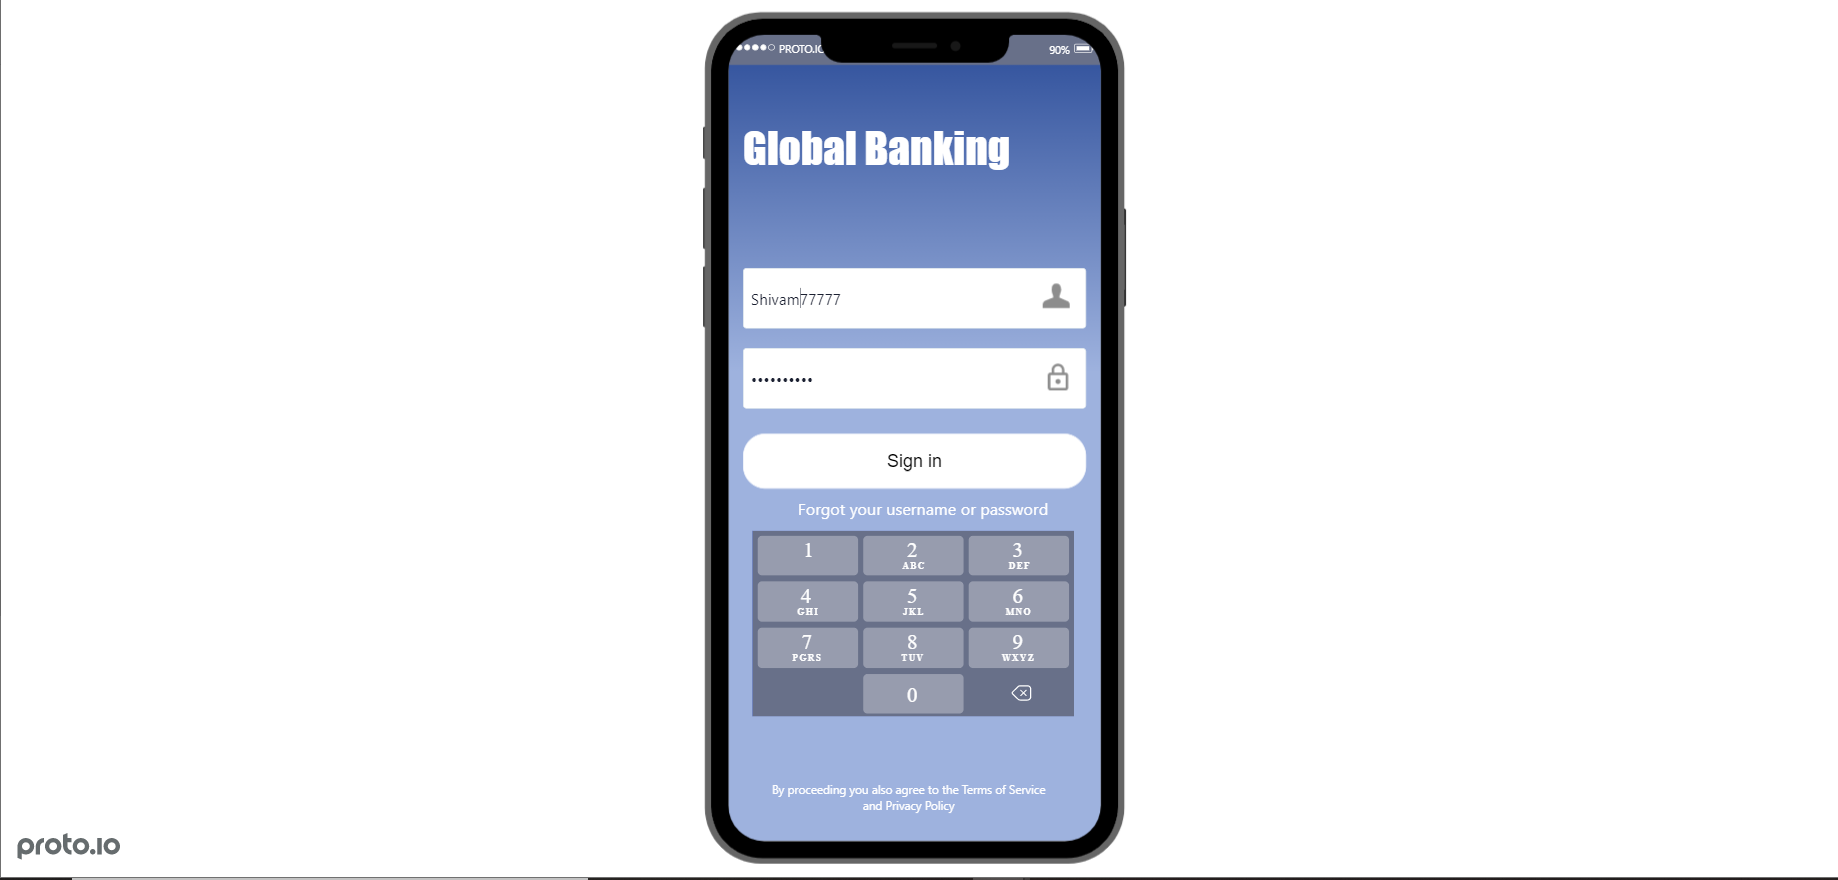 PROTO.IO 90%
Global Banking
Shivam77777
••••••••••
Sign in
Forgot your username or password
1 2 3
ABC DEF
4 5 6
GHI JKL MNO
7 8 9
PGRS TUV WXYZ
0
By proceeding you also agree to the Terms of Service
and Privacy Policy
proto.io